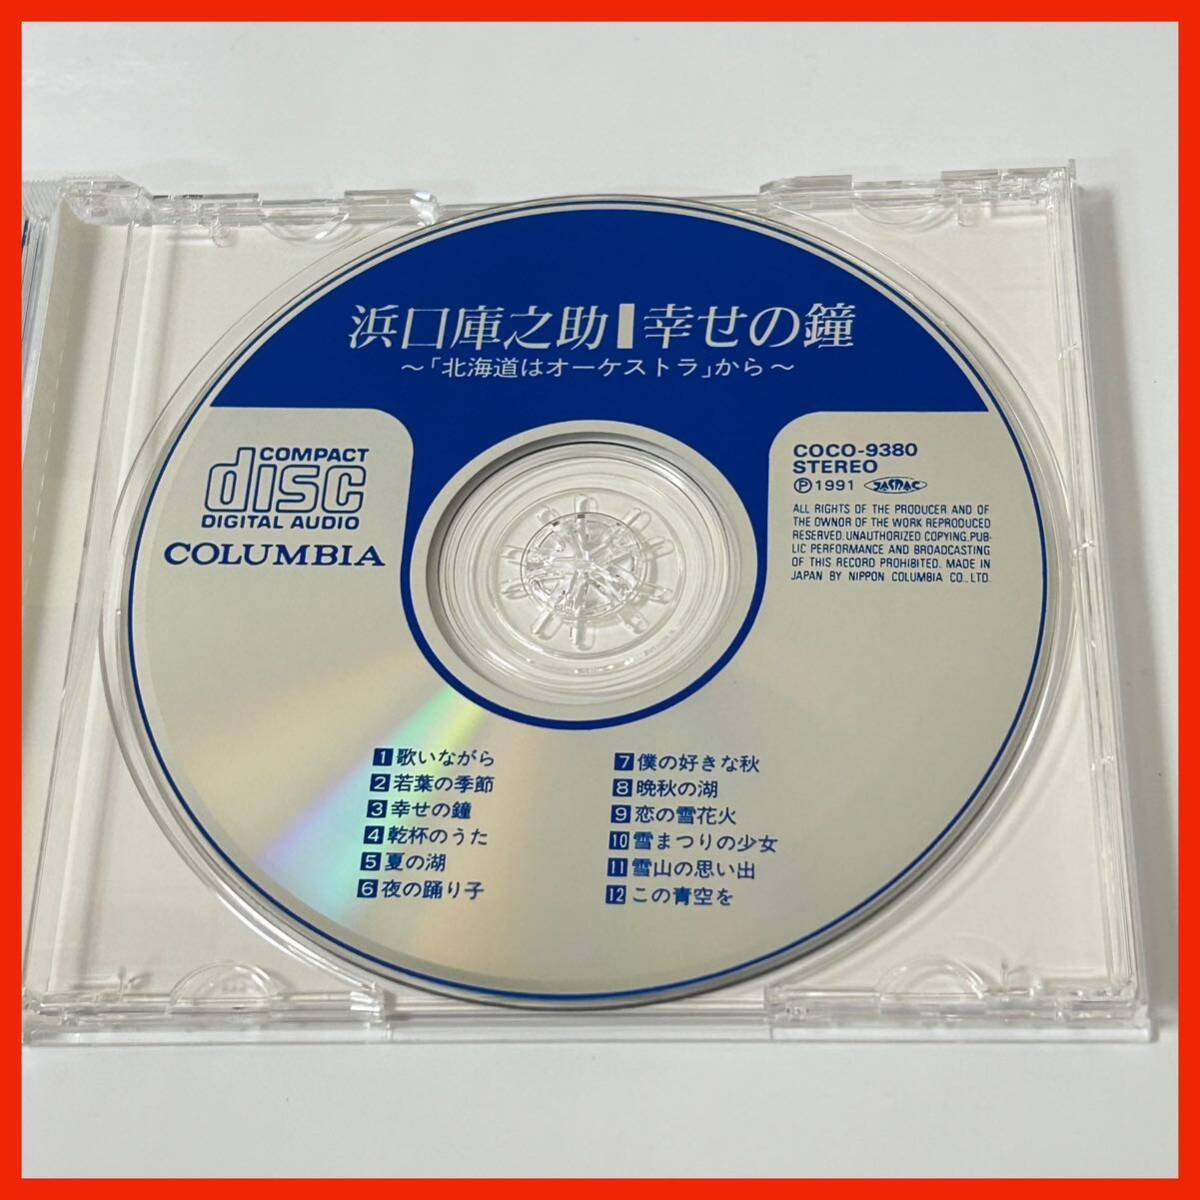 浜口庫之助 幸せの鐘
～「北海道はオーケストラ」から～
COMPACT
disc
DIGITAL AUDIO
COLUMBIA
COCO-9380
STEREO
Ⓟ1991 JASRAC
ALL RIGHTS OF THE PRODUCER AND OF
THE OWNOR OF THE WORK REPRODUCED
RESERVED. UNAUTHORIZED COPYING, PUB-
LIC PERFORMANCE AND BROADCASTING
OF THIS RECORD PROHIBITED. MADE IN
JAPAN BY NIPPON COLUMBIA CO., LTD.
1 歌いながら
2 若葉の季節
3 幸せの鐘
4 乾杯のうた
5 夏の湖
6 夜の踊り子
7 僕の好きな秋
8 晩秋の湖
9 恋の雪花火
10 雪まつりの少女
11 雪山の思い出
12 この青空を